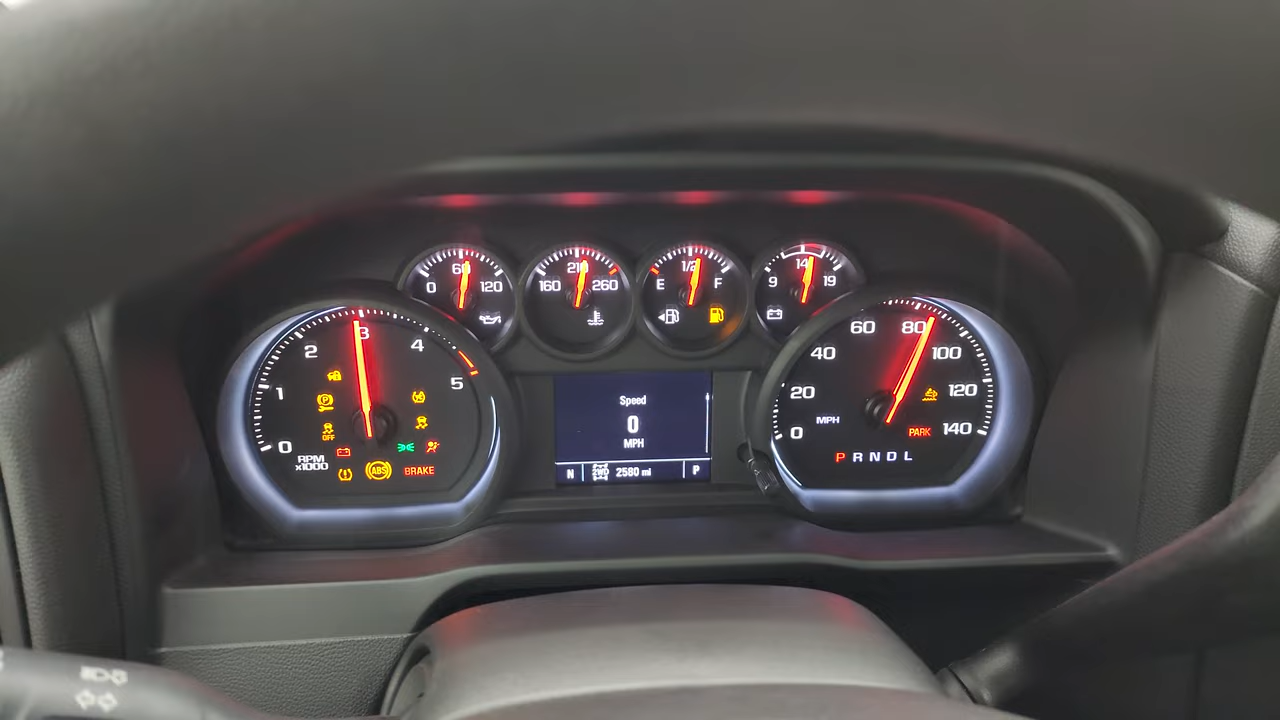 0 60 120
160 210 260
E 1/2 F
9 14 19
0 1 2 3 4 5
RPM
x1000
OFF
ABS
BRAKE
Speed
0
MPH
N 2WD 2580 mi P
0 20 40 60 80 100 120 140
MPH
PARK
P R N D L